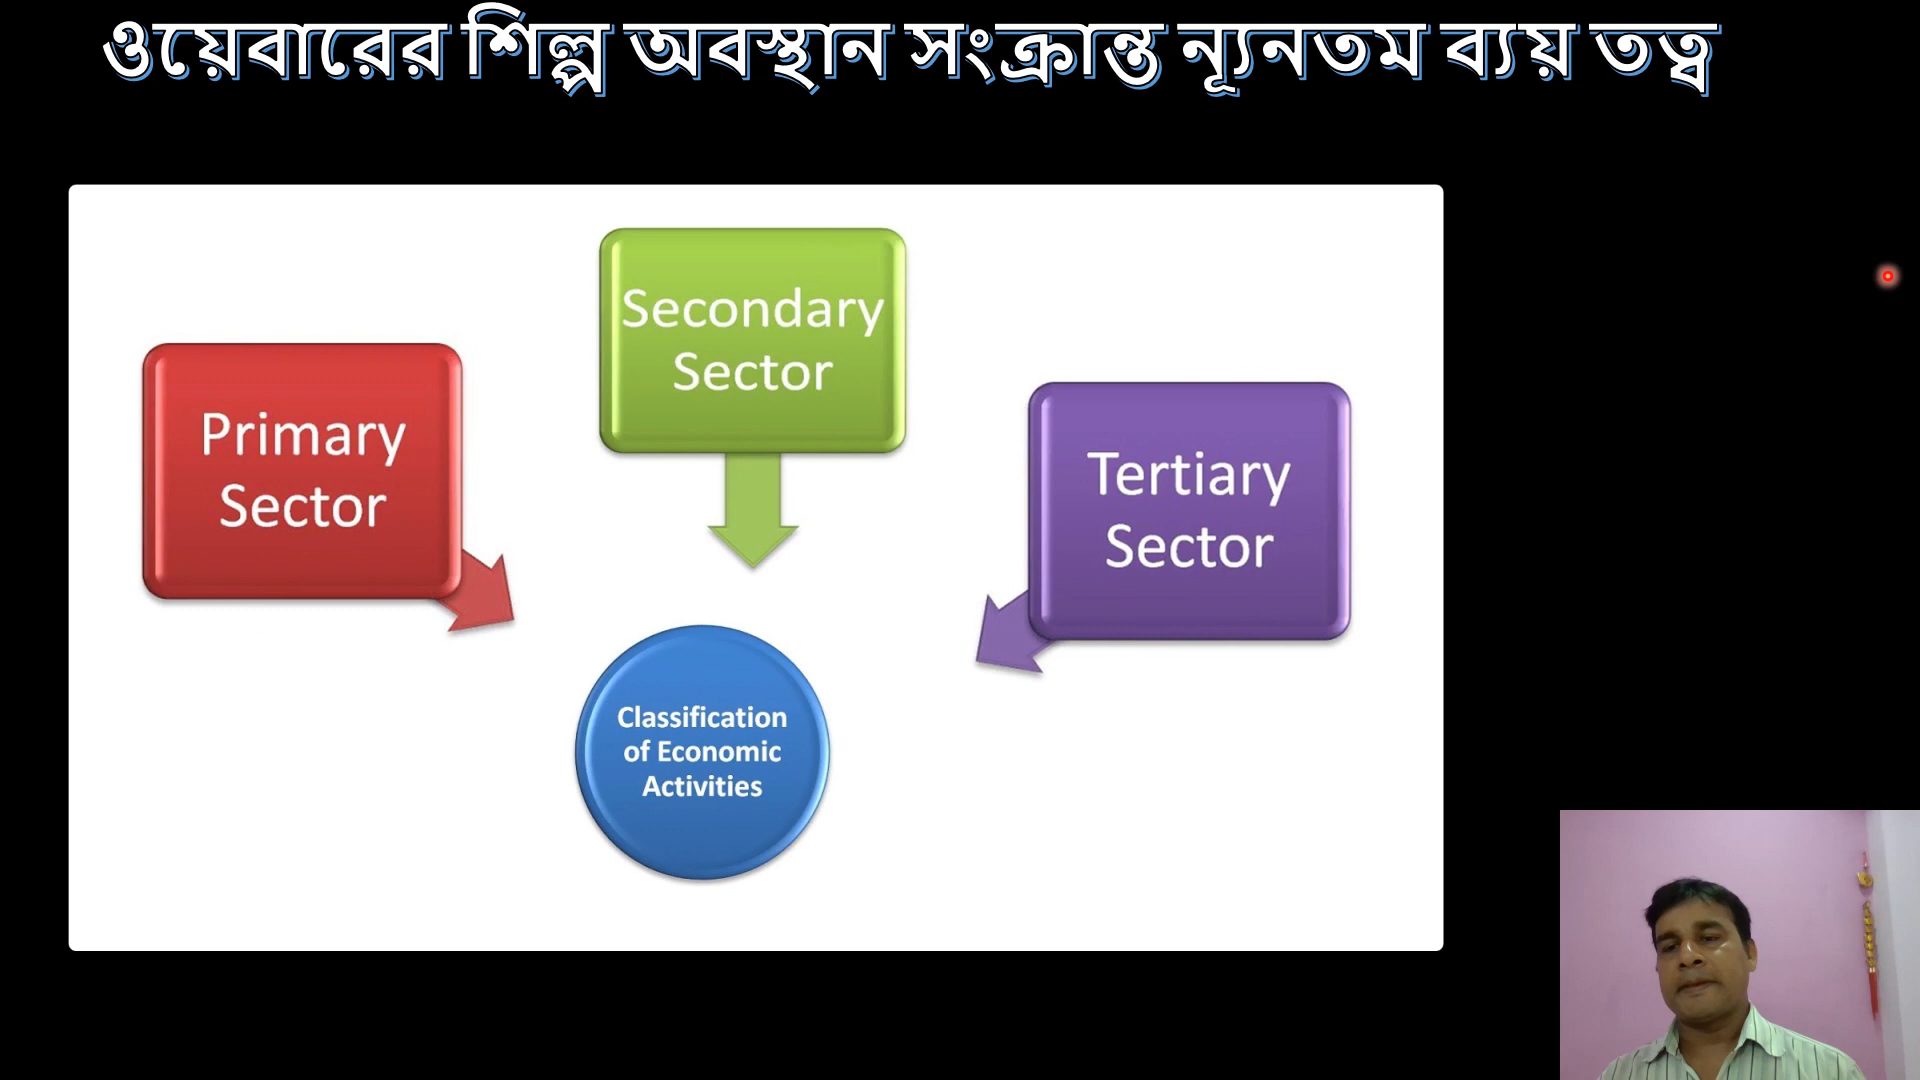 ওয়েবারের শিল্প অবস্থান সংক্রান্ত ন্যূনতম ব্যয় তত্ব
Secondary
Sector
Primary
Sector
Tertiary
Sector
Classification
of Economic
Activities